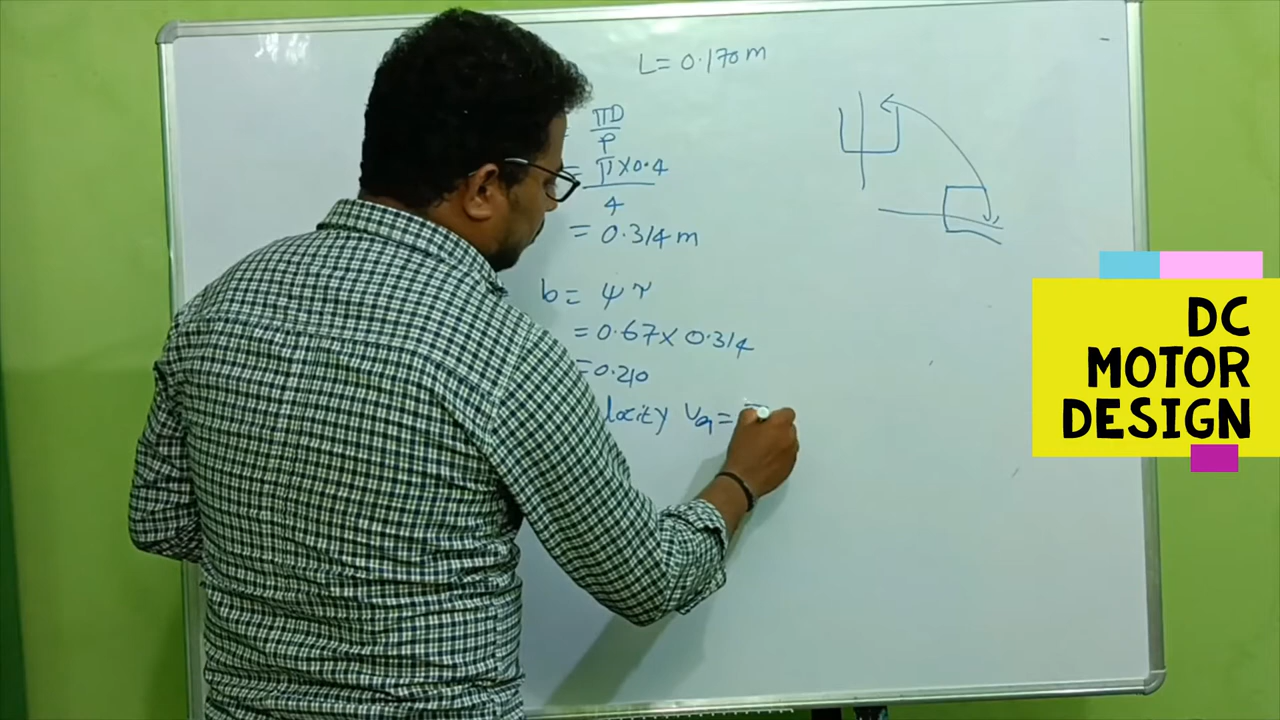 L = 0.170 m
= πD
P
= π × 0.4
4
= 0.314 m
b = ψ τ
= 0.67 × 0.314
= 0.210
locity Va =
DC
MOTOR
DESIGN